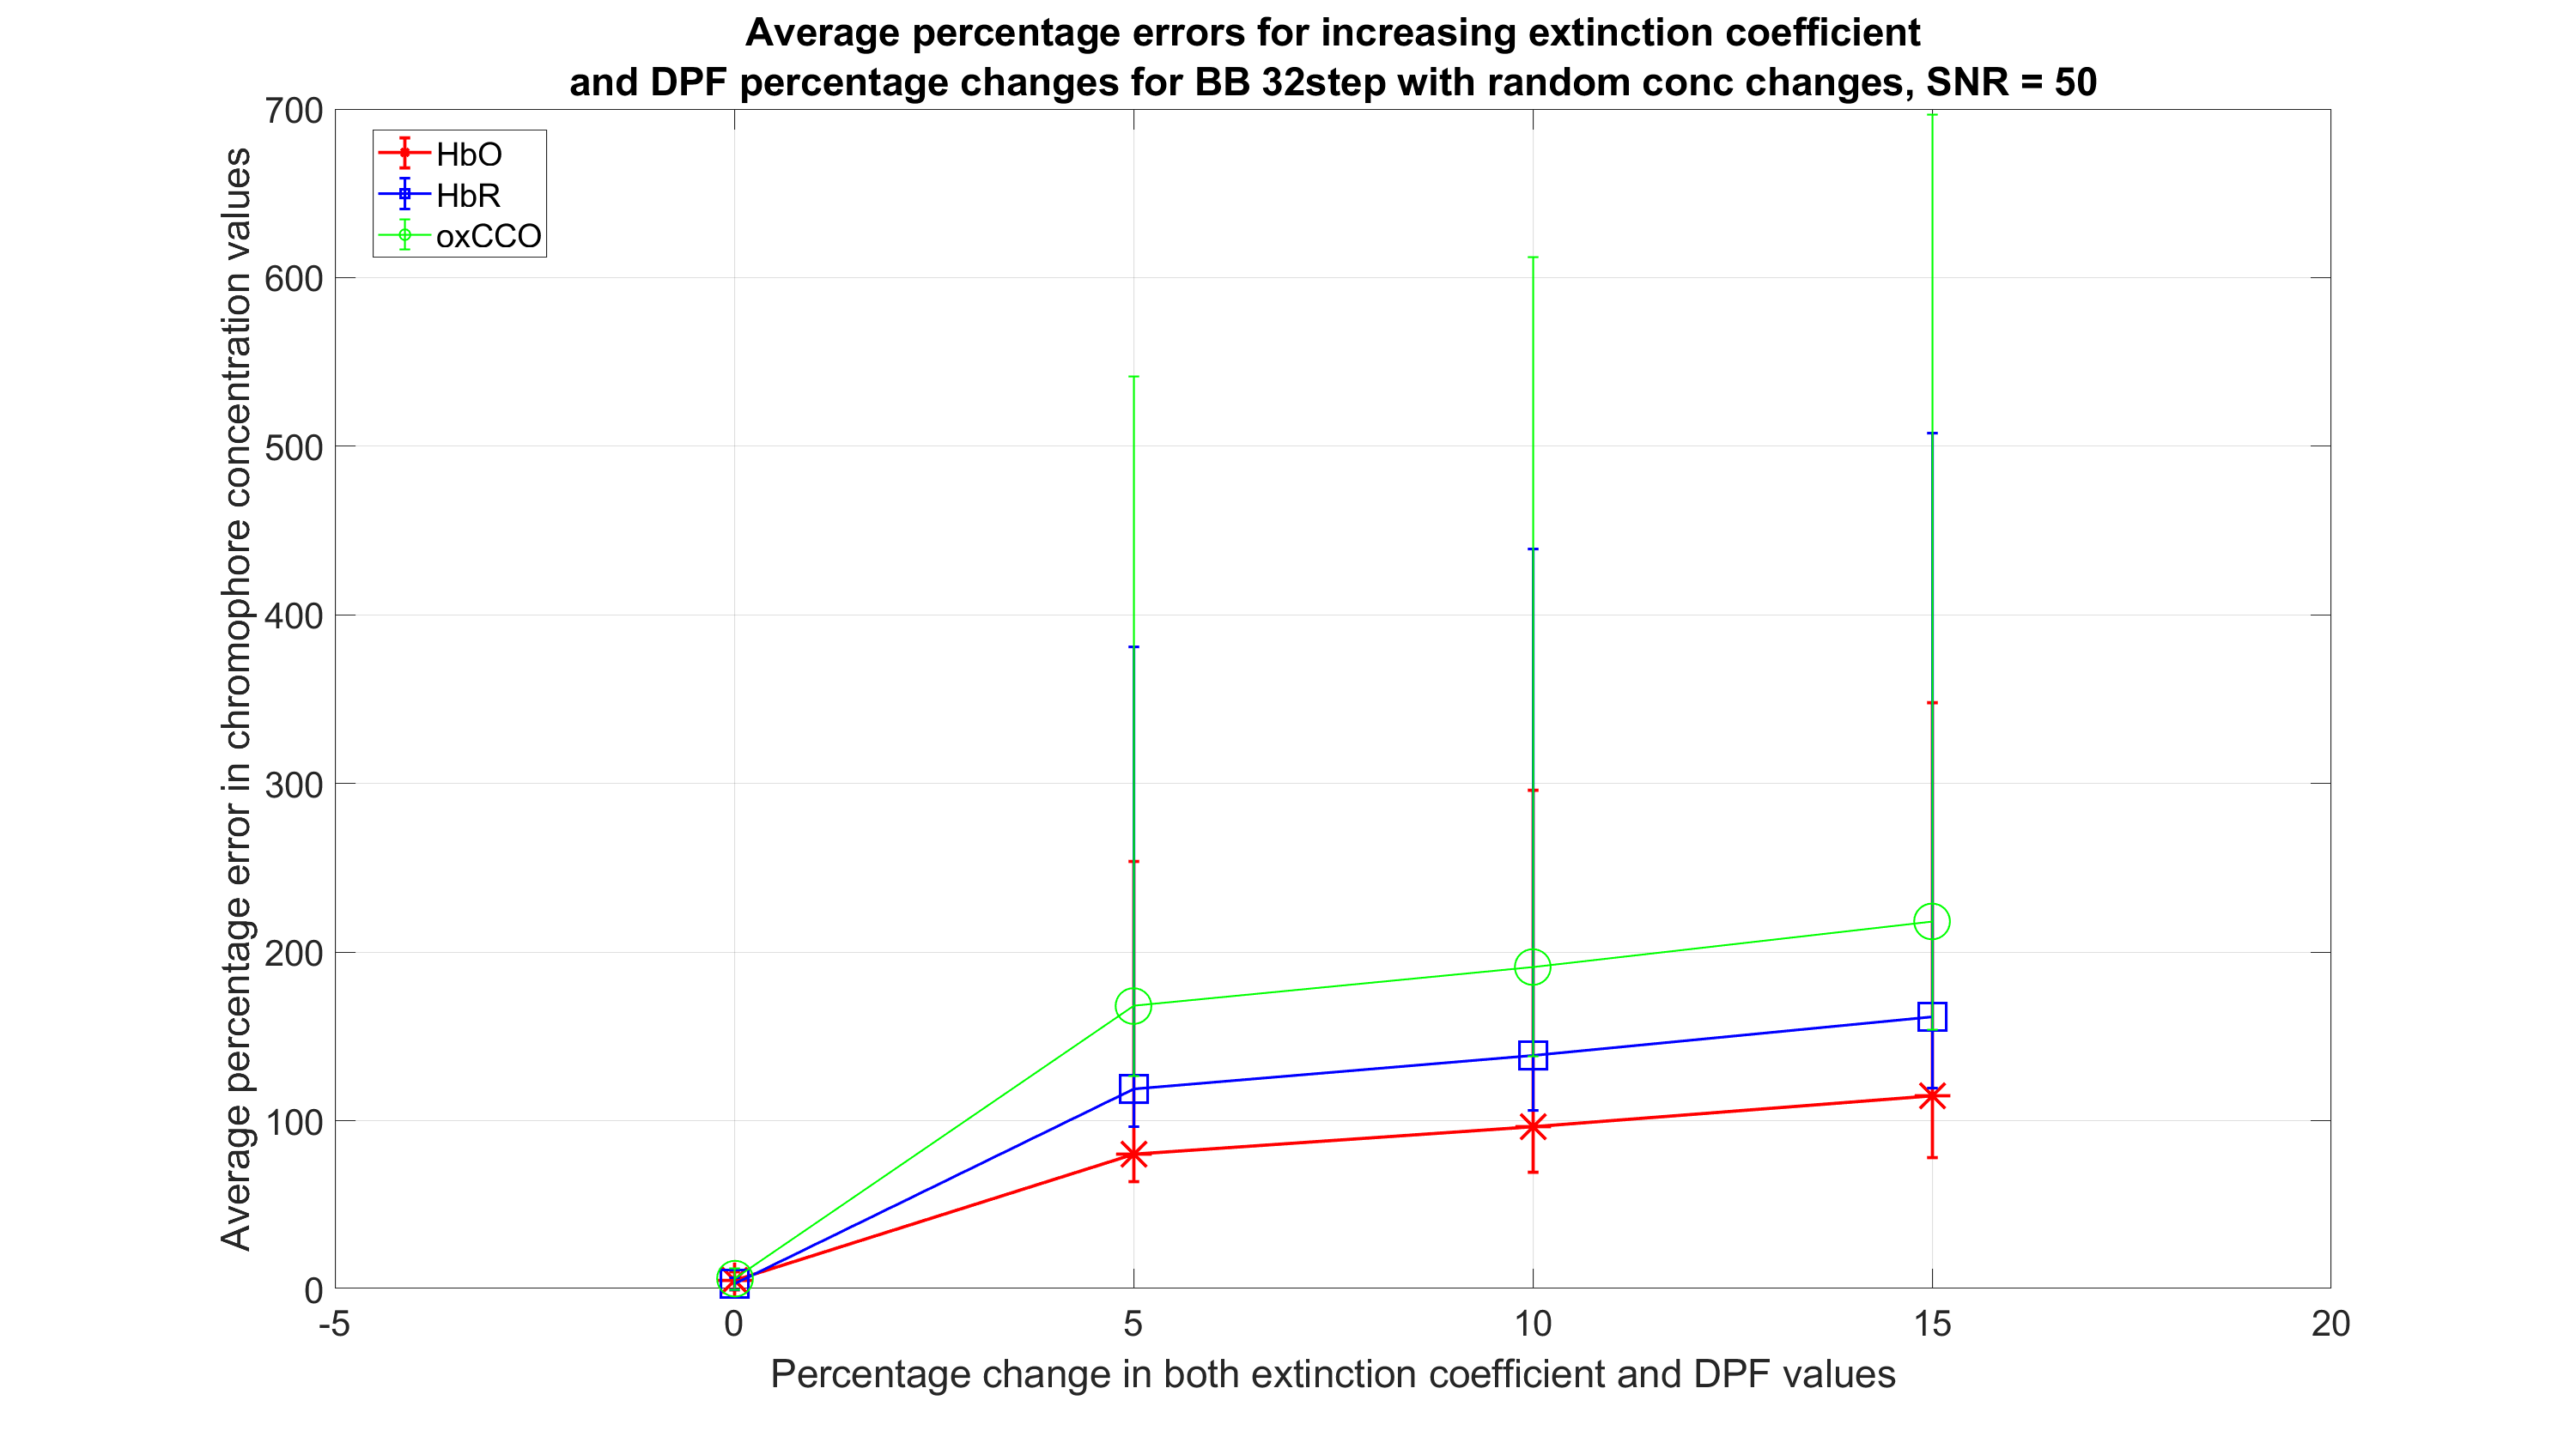 Average percentage errors for increasing extinction coefficient
and DPF percentage changes for BB 32step with random conc changes, SNR = 50
HbO
HbR
oxCCO
Average percentage error in chromophore concentration values
700
600
500
400
300
200
100
0
-5
0
5
10
15
20
Percentage change in both extinction coefficient and DPF values